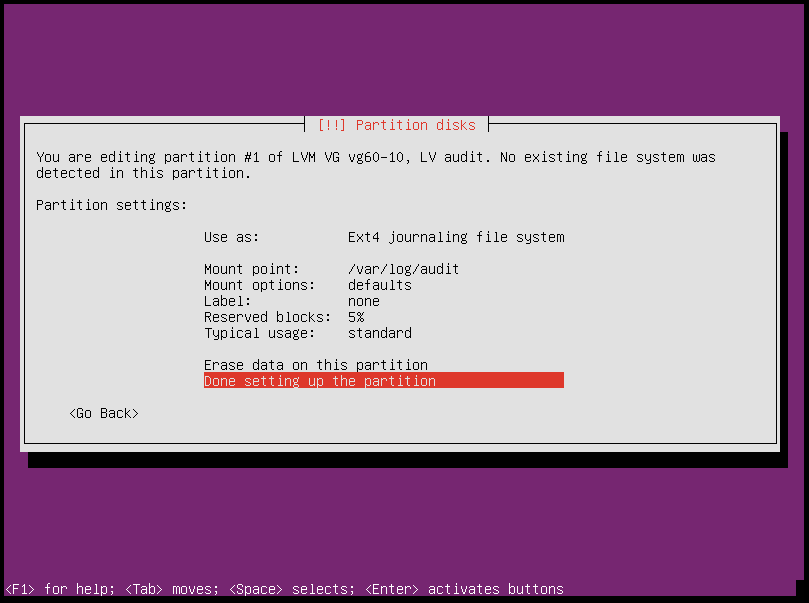 [!!] Partition disks
You are editing partition #1 of LVM VG vg60-10, LV audit. No existing file system was
detected in this partition.
Partition settings:
Use as: Ext4 journaling file system
Mount point: /var/log/audit
Mount options: defaults
Label: none
Reserved blocks: 5%
Typical usage: standard
Erase data on this partition
Done setting up the partition
<Go Back>
<F1> for help; <Tab> moves; <Space> selects; <Enter> activates buttons